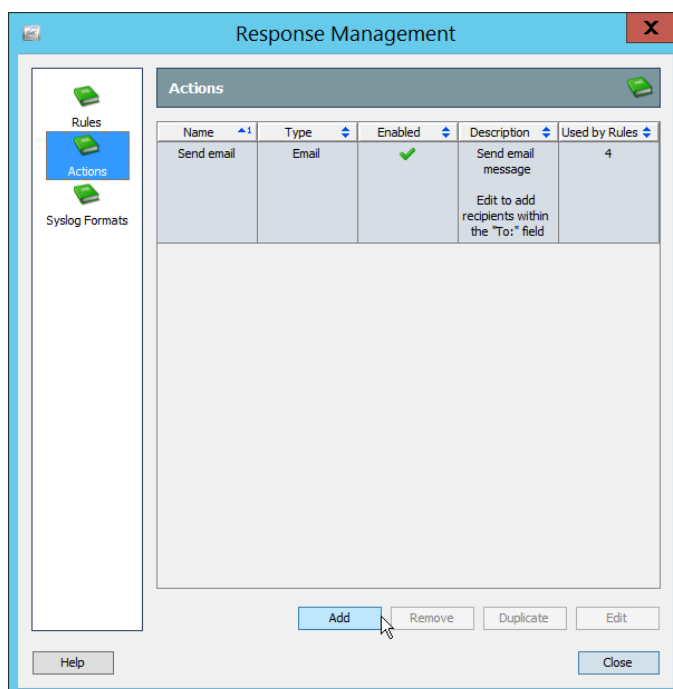 Response Management
X
Rules
Actions
Syslog Formats
Actions
Name 1 Type Enabled Description Used by Rules
Send email Email Send email 4
message
Edit to add
recipients within
the "To:" field
Add Remove Duplicate Edit
Help Close